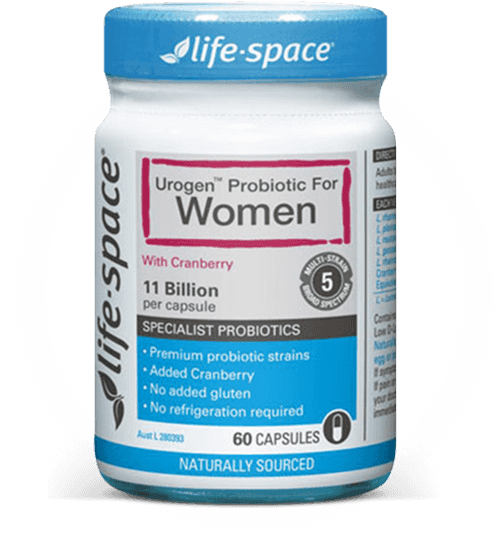 life-space
life-space
Urogen™ Probiotic For
Women
With Cranberry
11 Billion
per capsule
MULTI-STRAIN
5
BROAD SPECTRUM
SPECIALIST PROBIOTICS
• Premium probiotic strains
• Added Cranberry
• No added gluten
• No refrigeration required
Aust L 280393
60 CAPSULES
NATURALLY SOURCED